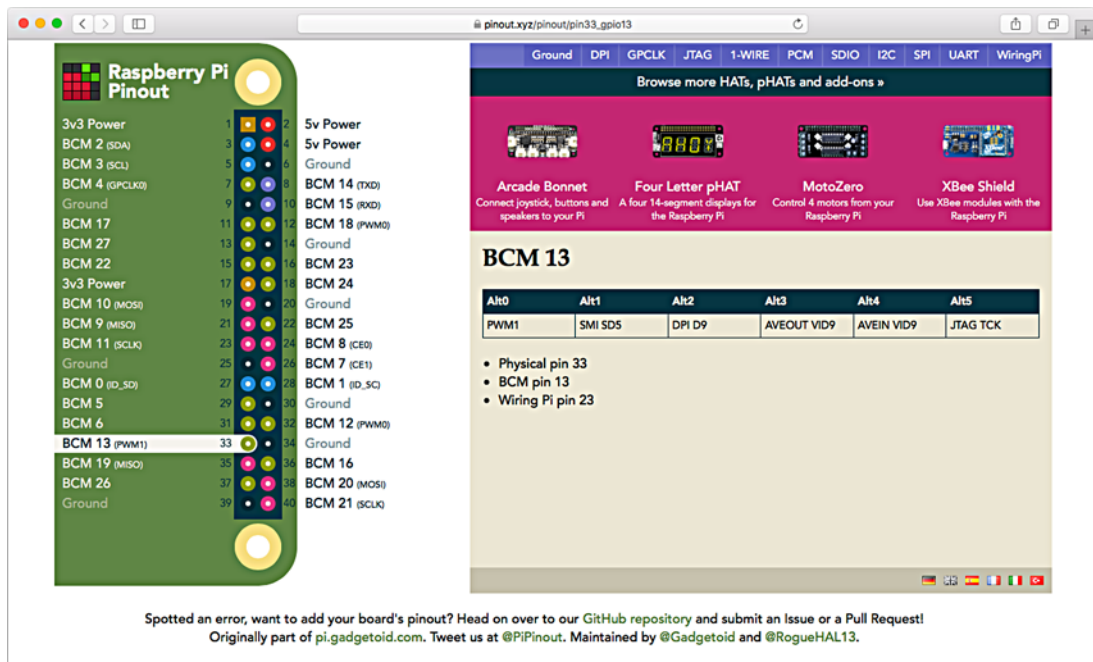 pinout.xyz/pinout/pin33_gpio13
Raspberry Pi
Pinout
3v3 Power 1 2 5v Power
BCM 2 (SDA) 3 4 5v Power
BCM 3 (SCL) 5 6 Ground
BCM 4 (GPCLK0) 7 8 BCM 14 (TXD)
Ground 9 10 BCM 15 (RXD)
BCM 17 11 12 BCM 18 (PWM0)
BCM 27 13 14 Ground
BCM 22 15 16 BCM 23
3v3 Power 17 18 BCM 24
BCM 10 (MOSI) 19 20 Ground
BCM 9 (MISO) 21 22 BCM 25
BCM 11 (SCLK) 23 24 BCM 8 (CE0)
Ground 25 26 BCM 7 (CE1)
BCM 0 (ID_SD) 27 28 BCM 1 (ID_SC)
BCM 5 29 30 Ground
BCM 6 31 32 BCM 12 (PWM0)
BCM 13 (PWM1) 33 34 Ground
BCM 19 (MISO) 35 36 BCM 16
BCM 26 37 38 BCM 20 (MOSI)
Ground 39 40 BCM 21 (SCLK)
Ground DPI GPCLK JTAG 1-WIRE PCM SDIO I2C SPI UART WiringPi
Browse more HATs, pHATs and add-ons »
AHOY
Arcade Bonnet
Connect joystick, buttons and
speakers to your Pi
Four Letter pHAT
A four 14-segment displays for
the Raspberry Pi
MotoZero
Control 4 motors from your
Raspberry Pi
XBee Shield
Use XBee modules with the
Raspberry Pi
BCM 13
Alt0 Alt1 Alt2 Alt3 Alt4 Alt5
PWM1 SMI SD5 DPI D9 AVEOUT VID9 AVEIN VID9 JTAG TCK
• Physical pin 33
• BCM pin 13
• Wiring Pi pin 23
Spotted an error, want to add your board's pinout? Head on over to our GitHub repository and submit an Issue or a Pull Request!
Originally part of pi.gadgetoid.com. Tweet us at @PiPinout. Maintained by @Gadgetoid and @RogueHAL13.